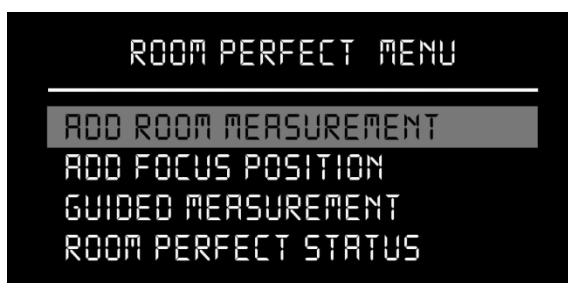 ROOM PERFECT MENU
ADD ROOM MEASUREMENT
ADD FOCUS POSITION
GUIDED MEASUREMENT
ROOM PERFECT STATUS